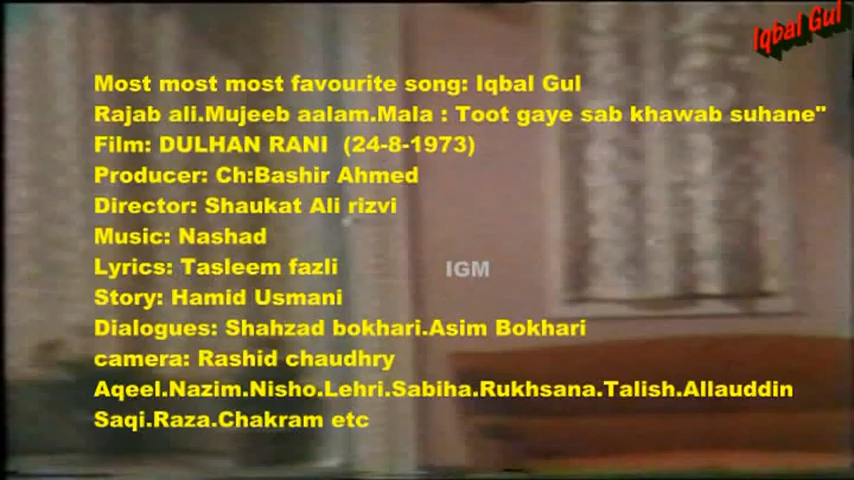 Iqbal Gul
Most most most favourite song: Iqbal Gul
Rajab ali.Mujeeb aalam.Mala : Toot gaye sab khawab suhane"
Film: DULHAN RANI (24-8-1973)
Producer: Ch:Bashir Ahmed
Director: Shaukat Ali rizvi
Music: Nashad
Lyrics: Tasleem fazli
IGM
Story: Hamid Usmani
Dialogues: Shahzad bokhari.Asim Bokhari
camera: Rashid chaudhry
Aqeel.Nazim.Nisho.Lehri.Sabiha.Rukhsana.Talish.Allauddin
Saqi.Raza.Chakram etc